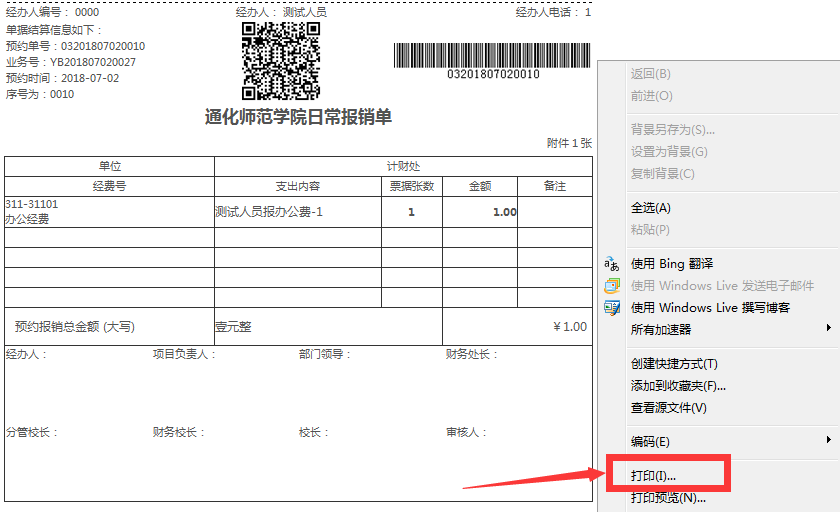 经办人编号： 0000
经办人： 测试人员
经办人电话： 1
单据结算信息如下：
预约单号：03201807020010
业务号：YB201807020027
预约时间：2018-07-02
序号为：0010
03201807020010
通化师范学院日常报销单
附件 1 张
单位 计财处
经费号 支出内容 票据张数 金额 备注
311-31101
办公经费
测试人员报办公费-1 1 1.00
预约报销总金额 (大写) 壹元整 ￥1.00
经办人： 项目负责人： 部门领导： 财务处长：
分管校长： 财务校长： 校长： 审核人：
返回(B)
前进(O)
背景另存为(S)...
设置为背景(G)
复制背景(C)
全选(A)
粘贴(P)
使用 Bing 翻译
使用 Windows Live 发送电子邮件
使用 Windows Live 撰写博客
所有加速器
创建快捷方式(T)
添加到收藏夹(F)...
查看源文件(V)
编码(E)
打印(I)...
打印预览(N)...